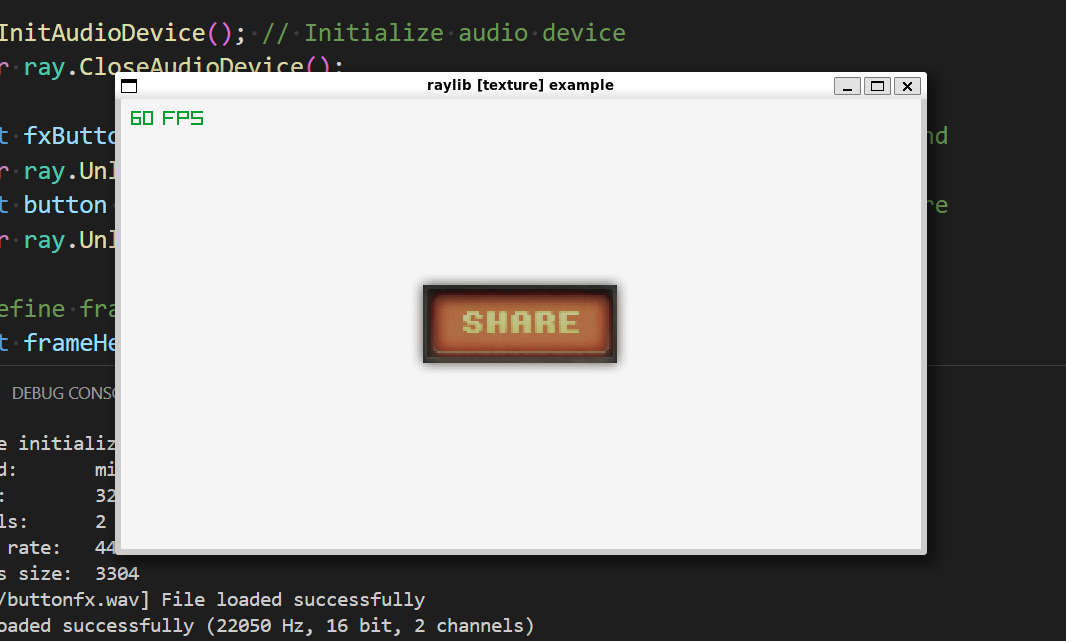 InitAudioDevice(); // Initialize audio device
r ray.CloseAudioDevice();
raylib [texture] example
60 FPS
t fxButto nd
r ray.Unl
t button re
r ray.Unl
SHARE
efine fra
t frameHe
DEBUG CONSO
e initializ
d: mi
: 32
ls: 2
rate: 44
s size: 3304
/buttonfx.wav] File loaded successfully
oaded successfully (22050 Hz, 16 bit, 2 channels)